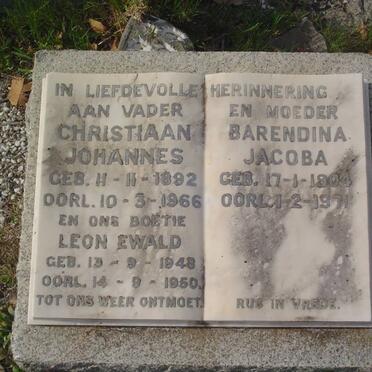 IN LIEFDEVOLLE HERINNERING
AAN VADER
CHRISTIAAN
JOHANNES
GEB. 11-11-1892
OORL. 10-3-1966
EN ONS BOETIE
LEON EWALD
GEB. 13-9-1948
OORL. 14-9-1950.
TOT ONS WEER ONTMOET.
EN MOEDER
BARENDINA
JACOBA
GEB. 17-1-
OORL. 1-2-1971
RUS IN VREDE.